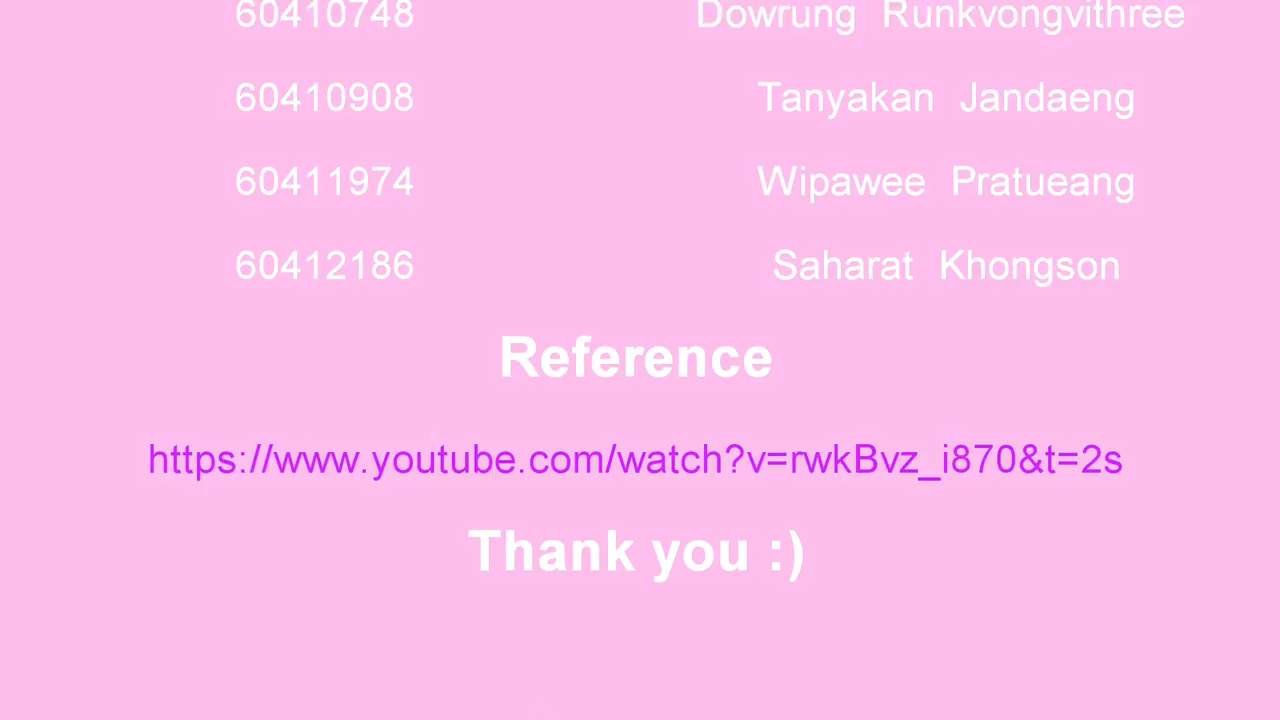 60410748 Dowrung Runkvongvithree
60410908 Tanyakan Jandaeng
60411974 Wipawee Pratueang
60412186 Saharat Khongson
Reference
https://www.youtube.com/watch?v=rwkBvz_i870&t=2s
Thank you :)